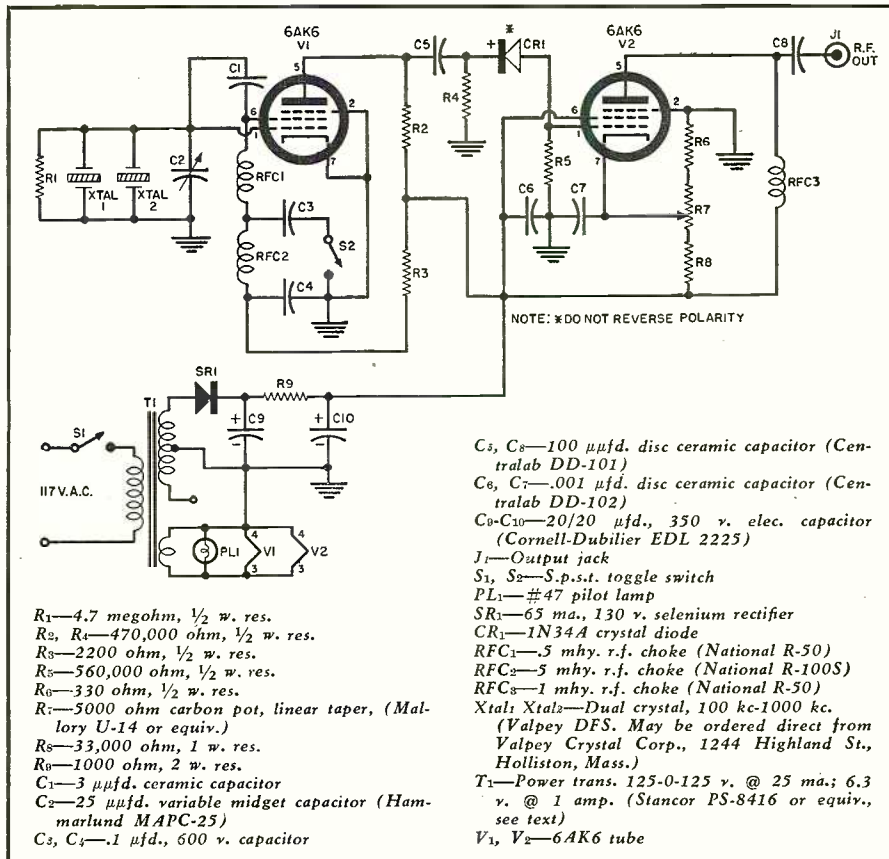 6AK6
V1
6AK6
V2
*
C1
C5
+
CR1
C8
J1
R.F.
OUT
5
6
1
2
7
5
6
1
2
7
R1
XTAL
1
XTAL
2
C2
RFC1
C3
S2
RFC2
C4
R2
R3
R4
R5
C6
C7
R6
R7
R8
RFC3
NOTE: *DO NOT REVERSE POLARITY
SR1
R9
T1
S1
117 V.A.C.
+
C9
-
+
C10
-
PL1
4
V1
3
4
V2
3
R1—4.7 megohm, ½ w. res.
R2, R4—470,000 ohm, ½ w. res.
R3—2200 ohm, ½ w. res.
R5—560,000 ohm, ½ w. res.
R6—330 ohm, ½ w. res.
R7—5000 ohm carbon pot, linear taper, (Mal-
lory U-14 or equiv.)
R8—33,000 ohm, 1 w. res.
R9—1000 ohm, 2 w. res.
C1—3 μμfd. ceramic capacitor
C2—25 μμfd. variable midget capacitor (Ham-
marlund MAPC-25)
C3, C4—.1 μfd., 600 v. capacitor
C5, C8—100 μμfd. disc ceramic capacitor (Cen-
tralab DD-101)
C6, C7—.001 μfd. disc ceramic capacitor (Cen-
tralab DD-102)
C9-C10—20/20 μfd., 350 v. elec. capacitor
(Cornell-Dubilier EDL 2225)
J1—Output jack
S1, S2—S.p.s.t. toggle switch
PL1—#47 pilot lamp
SR1—65 ma., 130 v. selenium rectifier
CR1—1N34A crystal diode
RFC1—.5 mhy. r.f. choke (National R-50)
RFC2—5 mhy. r.f. choke (National R-100S)
RFC3—1 mhy. r.f. choke (National R-50)
Xtal1 Xtal2—Dual crystal, 100 kc-1000 kc.
(Valpey DFS. May be ordered direct from
Valpey Crystal Corp., 1244 Highland St.,
Holliston, Mass.)
T1—Power trans. 125-0-125 v. @ 25 ma.; 6.3
v. @ 1 amp. (Stancor PS-8416 or equiv.,
see text)
V1, V2—6AK6 tube